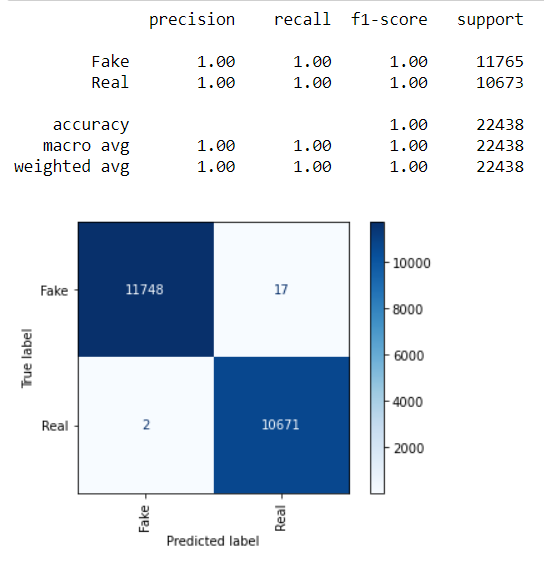 precision recall f1-score support
Fake 1.00 1.00 1.00 11765
Real 1.00 1.00 1.00 10673
accuracy 1.00 22438
macro avg 1.00 1.00 1.00 22438
weighted avg 1.00 1.00 1.00 22438
Fake 11748 17
Real 2 10671
True label
Fake Real
Predicted label
10000
8000
6000
4000
2000